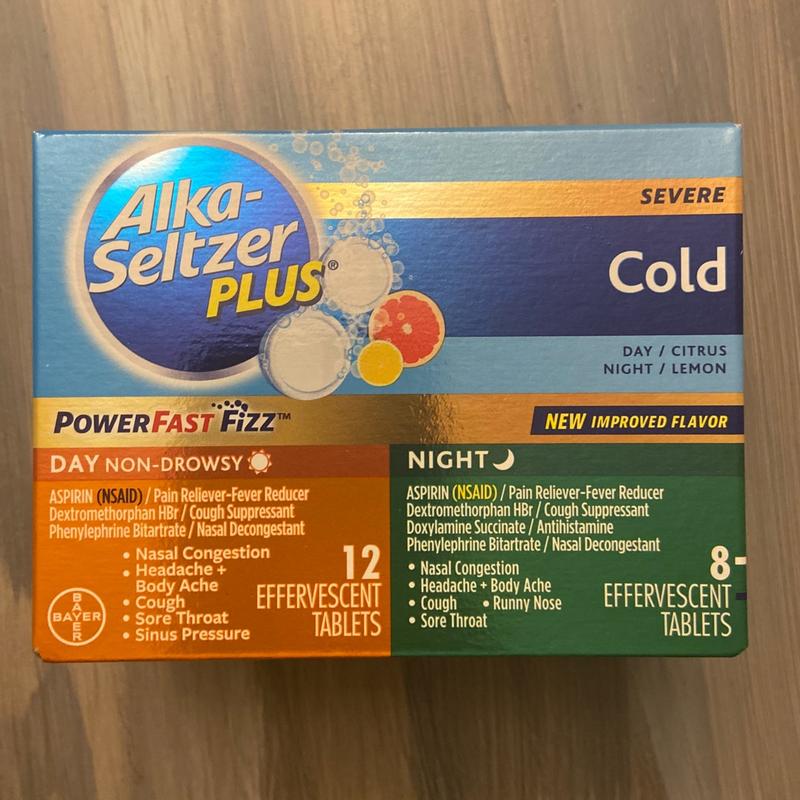 Alka-
Seltzer
PLUS®
SEVERE
Cold
DAY / CITRUS
NIGHT / LEMON
POWERFAST FIZZ™
NEW IMPROVED FLAVOR
DAY NON-DROWSY
ASPIRIN (NSAID) / Pain Reliever-Fever Reducer
Dextromethorphan HBr / Cough Suppressant
Phenylephrine Bitartrate / Nasal Decongestant
• Nasal Congestion
• Headache +
Body Ache
• Cough
• Sore Throat
• Sinus Pressure
12
EFFERVESCENT
TABLETS
BAYER
BAYER
NIGHT
ASPIRIN (NSAID) / Pain Reliever-Fever Reducer
Dextromethorphan HBr / Cough Suppressant
Doxylamine Succinate / Antihistamine
Phenylephrine Bitartrate / Nasal Decongestant
• Nasal Congestion
• Headache + Body Ache
• Cough • Runny Nose
• Sore Throat
8
EFFERVESCENT
TABLETS